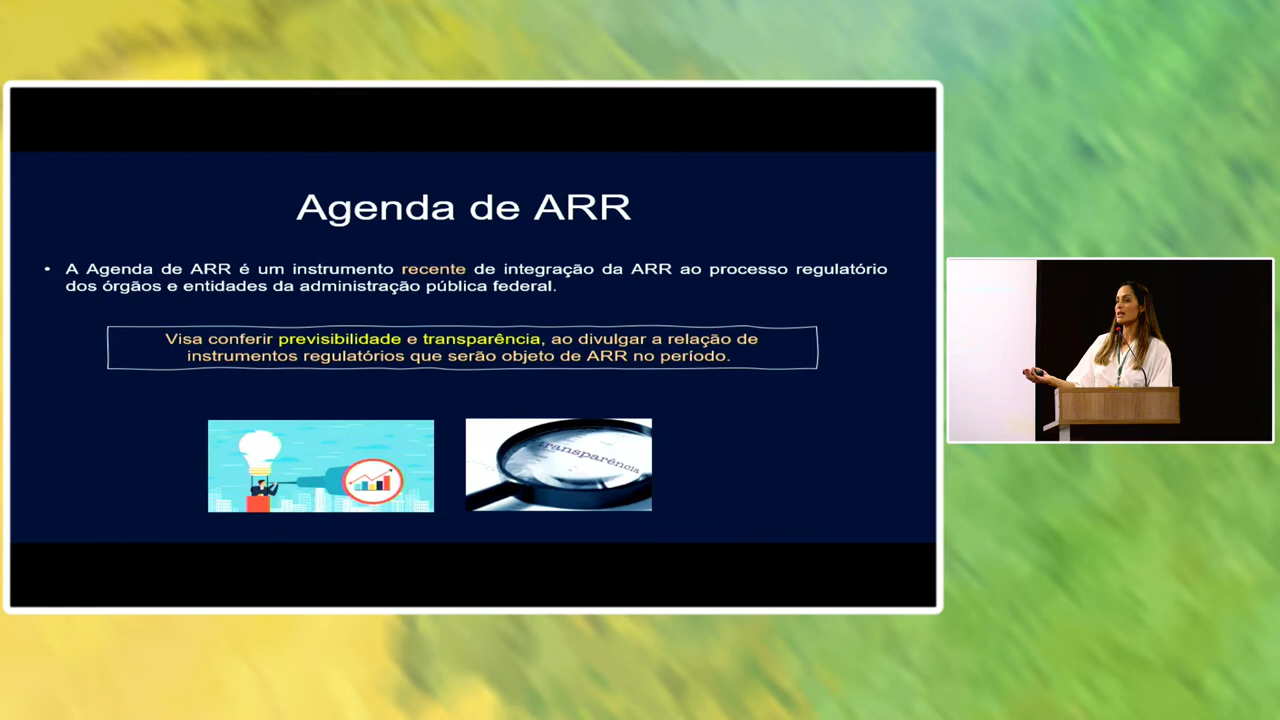 Agenda de ARR
• A Agenda de ARR é um instrumento recente de integração da ARR ao processo regulatório
dos órgãos e entidades da administração pública federal.
Visa conferir previsibilidade e transparência, ao divulgar a relação de
instrumentos regulatórios que serão objeto de ARR no período.
transparência